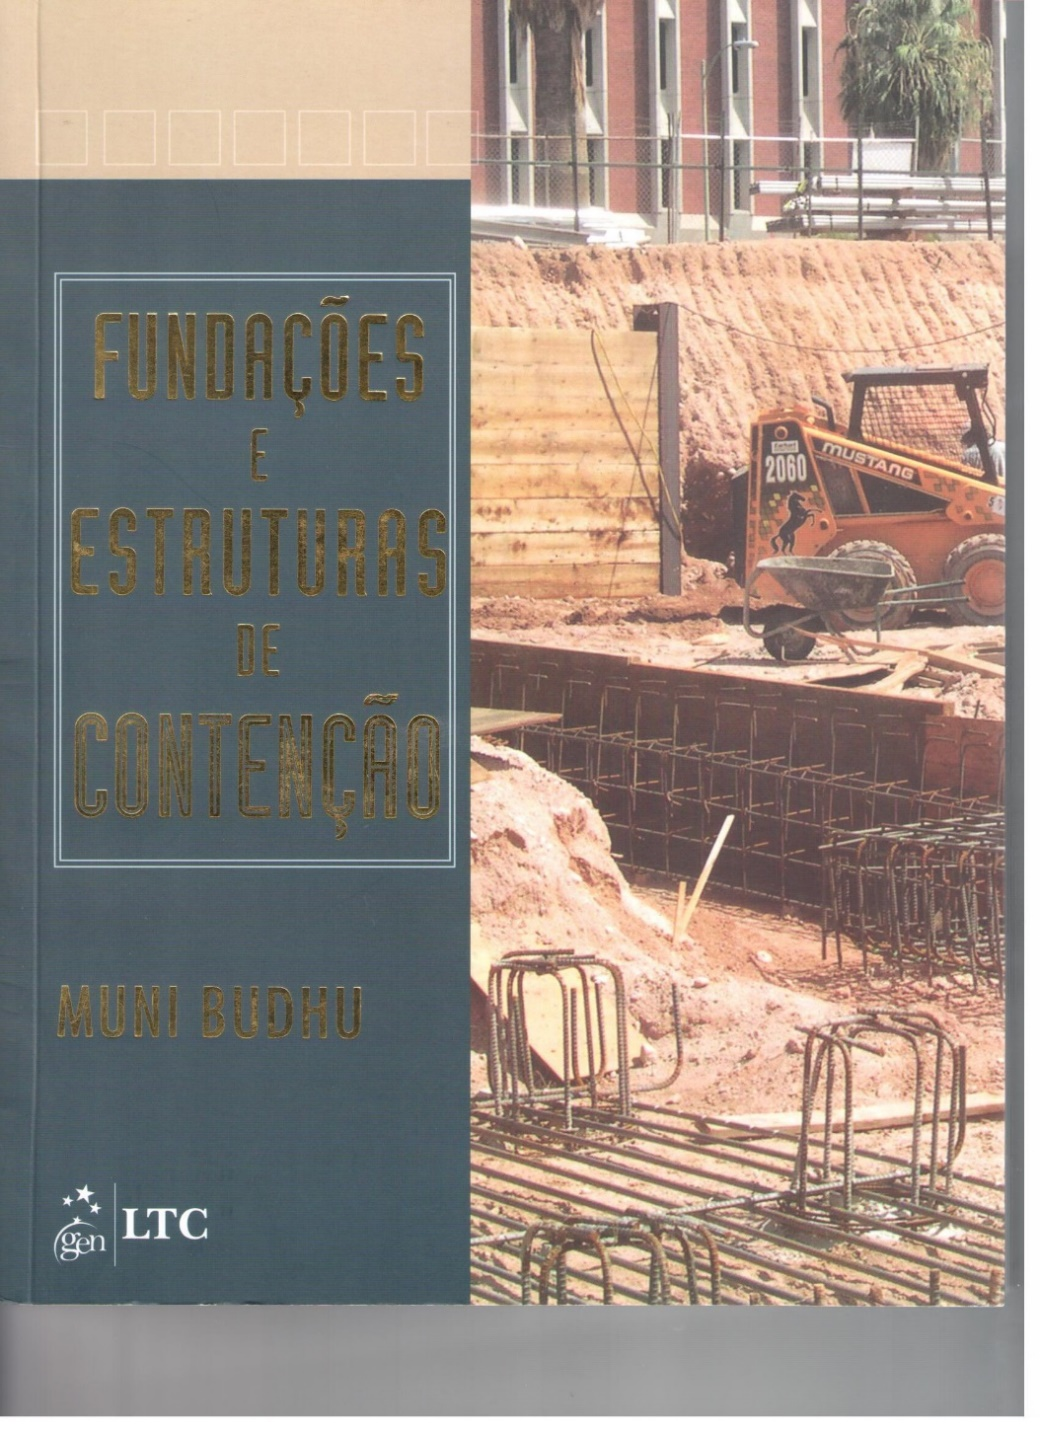 FUNDAÇÕES
E
ESTRUTURAS
DE
CONTENÇÃO
MUNI BUDHU
gen LTC
2060
MUSTANG